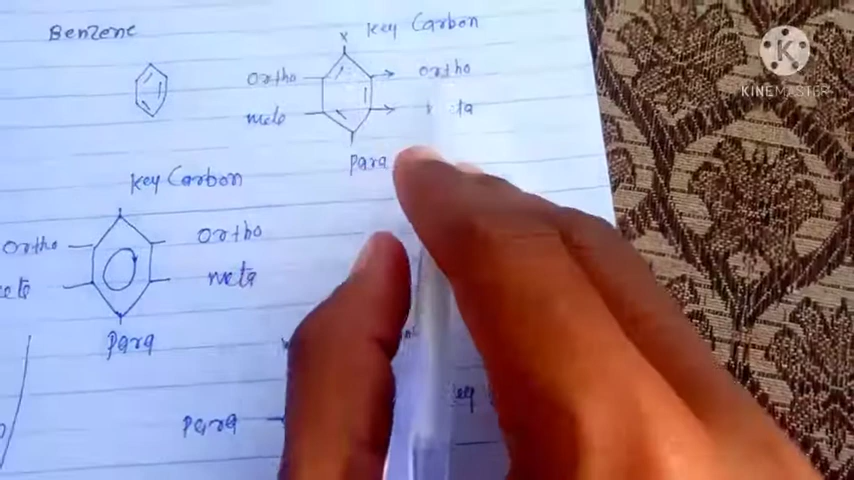 Benzene
Key Carbon
x
Ortho
Ortho
meta
Para
Key Carbon
Ortho
Ortho
meta
Para
Para
KINEMASTER